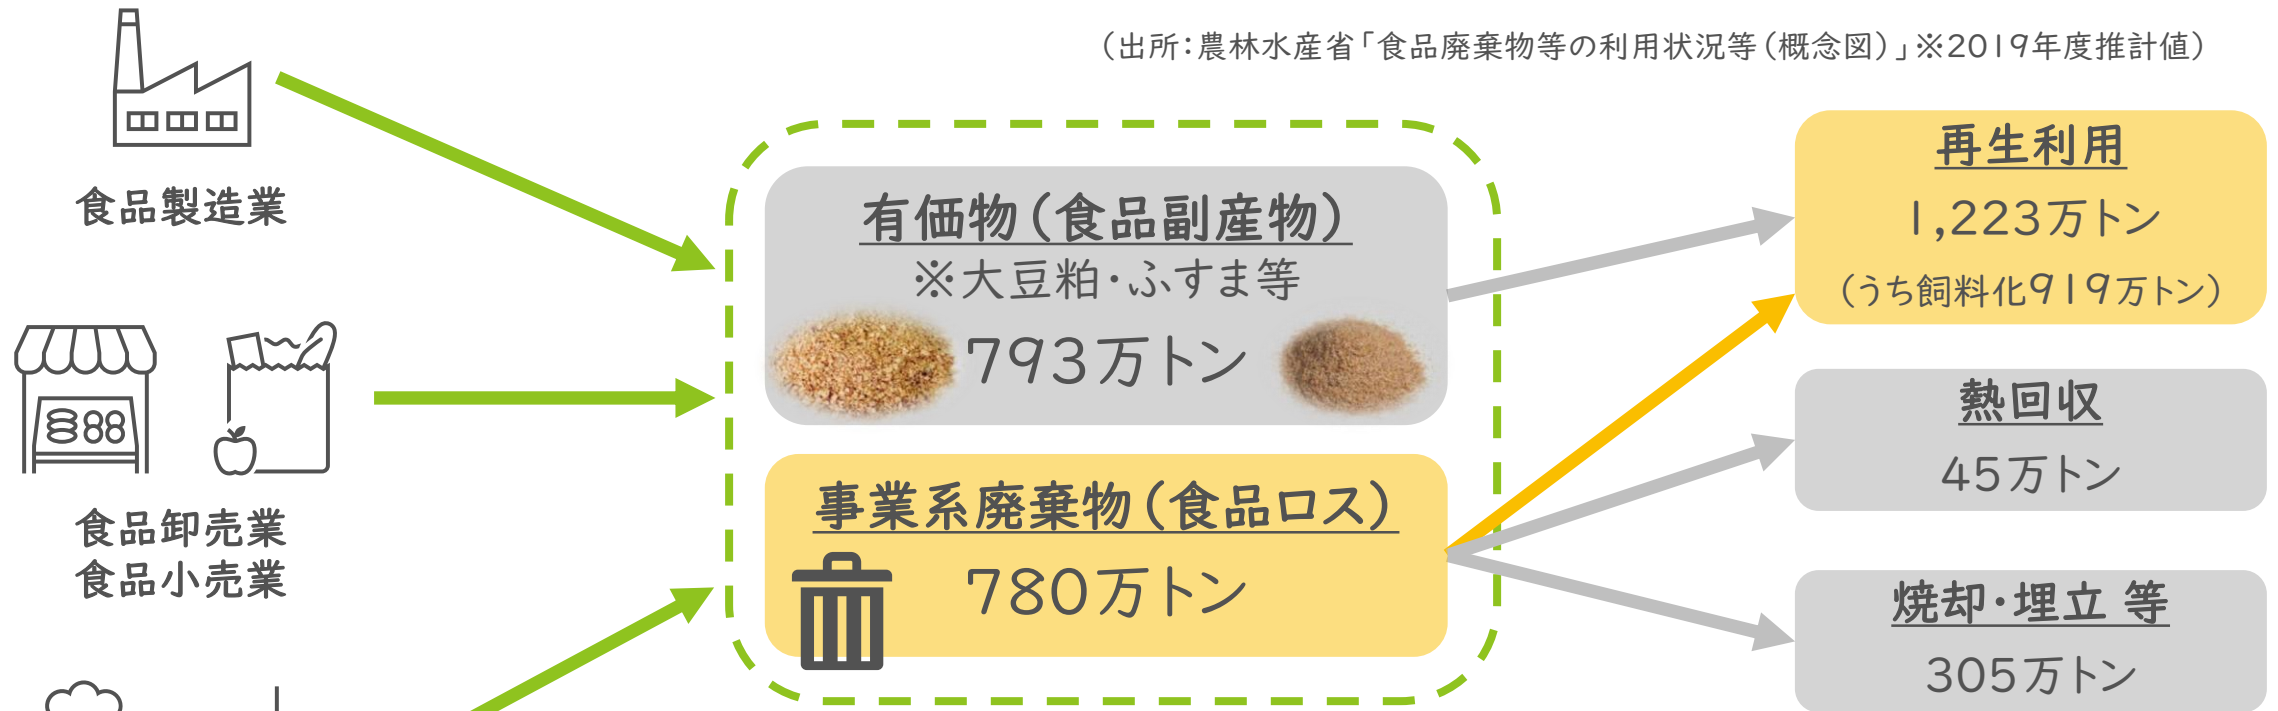 (出所:農林水産省「食品廃棄物等の利用状況等(概念図)」※2019年度推計値)
食品製造業
食品卸売業
食品小売業
有価物(食品副産物)
※大豆粕・ふすま等
793万トン
事業系廃棄物(食品ロス)
780万トン
再生利用
1,223万トン
(うち飼料化919万トン)
熱回収
45万トン
焼却・埋立 等
305万トン